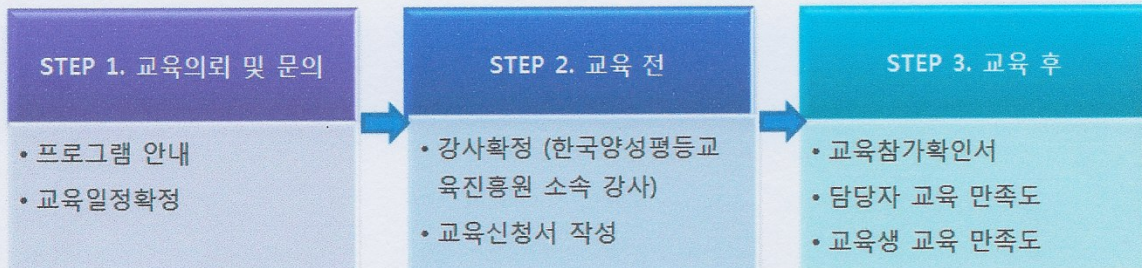 STEP 1. 교육의뢰 및 문의
• 프로그램 안내
• 교육일정확정
STEP 2. 교육 전
• 강사확정 (한국양성평등교
육진흥원 소속 강사)
• 교육신청서 작성
STEP 3. 교육 후
• 교육참가확인서
• 담당자 교육 만족도
• 교육생 교육 만족도